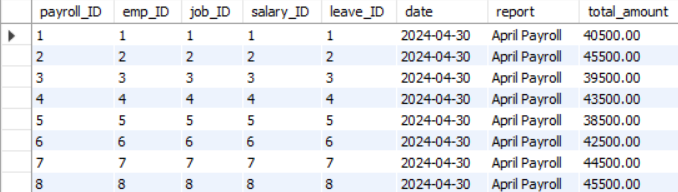 payroll_ID emp_ID job_ID salary_ID leave_ID date report total_amount
1 1 1 1 1 2024-04-30 April Payroll 40500.00
2 2 2 2 2 2024-04-30 April Payroll 45500.00
3 3 3 3 3 2024-04-30 April Payroll 39500.00
4 4 4 4 4 2024-04-30 April Payroll 43500.00
5 5 5 5 5 2024-04-30 April Payroll 38500.00
6 6 6 6 6 2024-04-30 April Payroll 42500.00
7 7 7 7 7 2024-04-30 April Payroll 44500.00
8 8 8 8 8 2024-04-30 April Payroll 45500.00